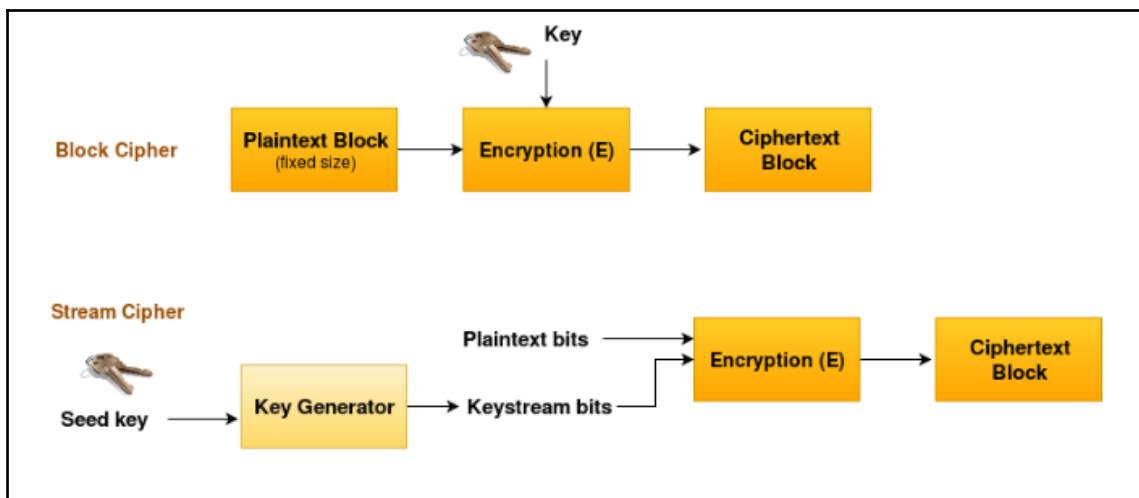 Key
Block Cipher
Plaintext Block
(fixed size)
Encryption (E)
Ciphertext
Block
Stream Cipher
Seed key
Key Generator
Plaintext bits
Keystream bits
Encryption (E)
Ciphertext
Block